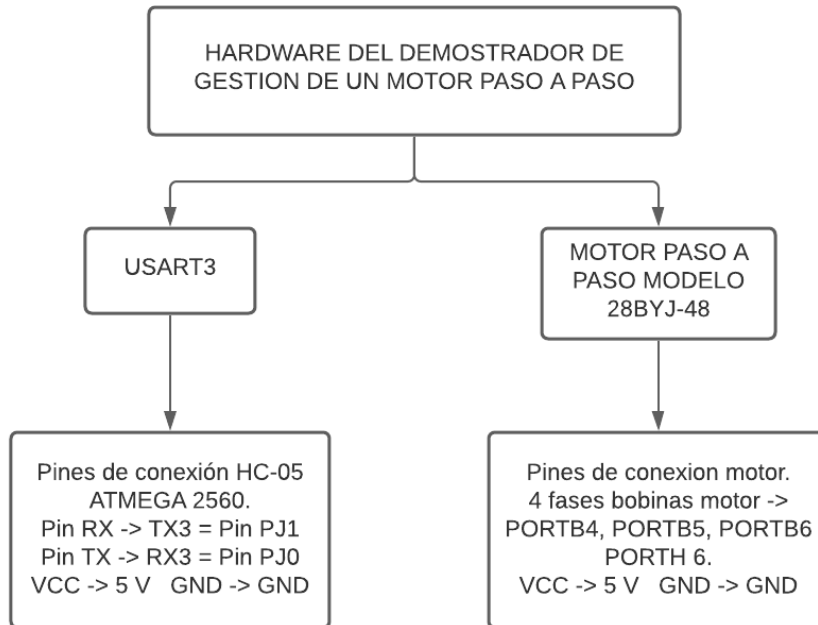 HARDWARE DEL DEMOSTRADOR DE
GESTION DE UN MOTOR PASO A PASO
USART3
MOTOR PASO A
PASO MODELO
28BYJ-48
Pines de conexión HC-05
ATMEGA 2560.
Pin RX -> TX3 = Pin PJ1
Pin TX -> RX3 = Pin PJ0
VCC -> 5 V   GND -> GND
Pines de conexion motor.
4 fases bobinas motor ->
PORTB4, PORTB5, PORTB6
PORTH 6.
VCC -> 5 V   GND -> GND